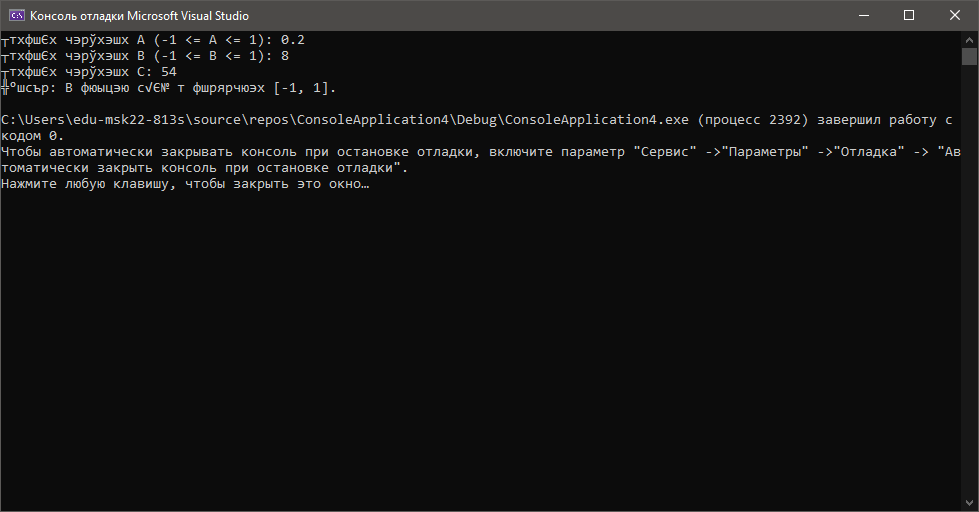 Консоль отладки Microsoft Visual Studio
┬тхфшЄх чэрўхэшх A (-1 <= A <= 1): 0.2
┬тхфшЄх чэрўхэшх B (-1 <= B <= 1): 8
┬тхфшЄх чэрўхэшх C: 54
╬°шсър: B фюыцэю с√Є№ т фшрярчюэх [-1, 1].
C:\Users\edu-msk22-813s\source\repos\ConsoleApplication4\Debug\ConsoleApplication4.exe (процесс 2392) завершил работу с
кодом 0.
Чтобы автоматически закрывать консоль при остановке отладки, включите параметр "Сервис" ->"Параметры" ->"Отладка" -> "Ав
томатически закрыть консоль при остановке отладки".
Нажмите любую клавишу, чтобы закрыть это окно…